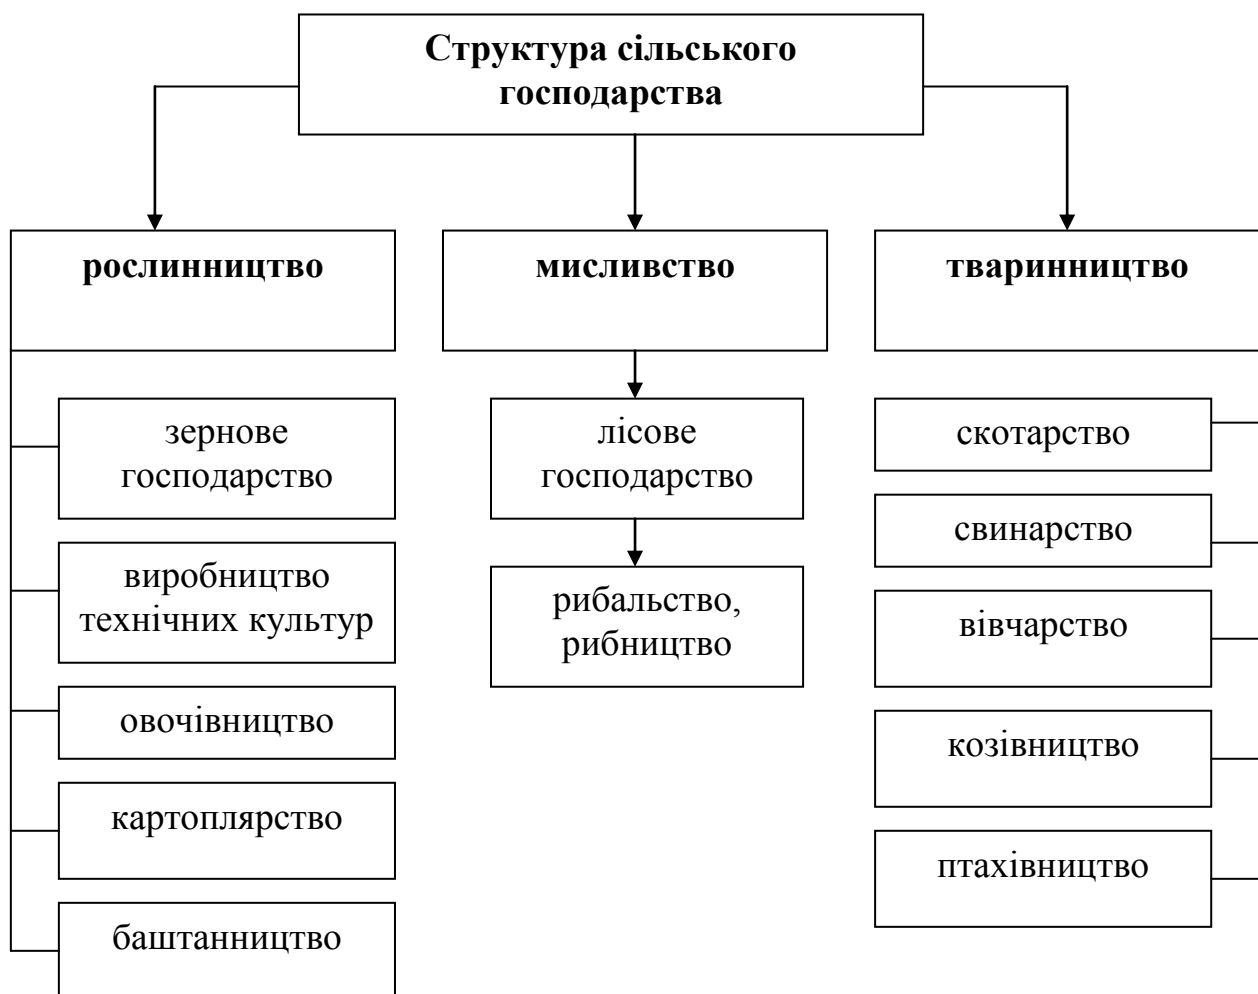 Структура сільського
господарства
рослинництво
мисливство
тваринництво
зернове
господарство
виробництво
технічних культур
овочівництво
картоплярство
баштанництво
лісове
господарство
рибальство,
рибництво
скотарство
свинарство
вівчарство
козівництво
птахівництво